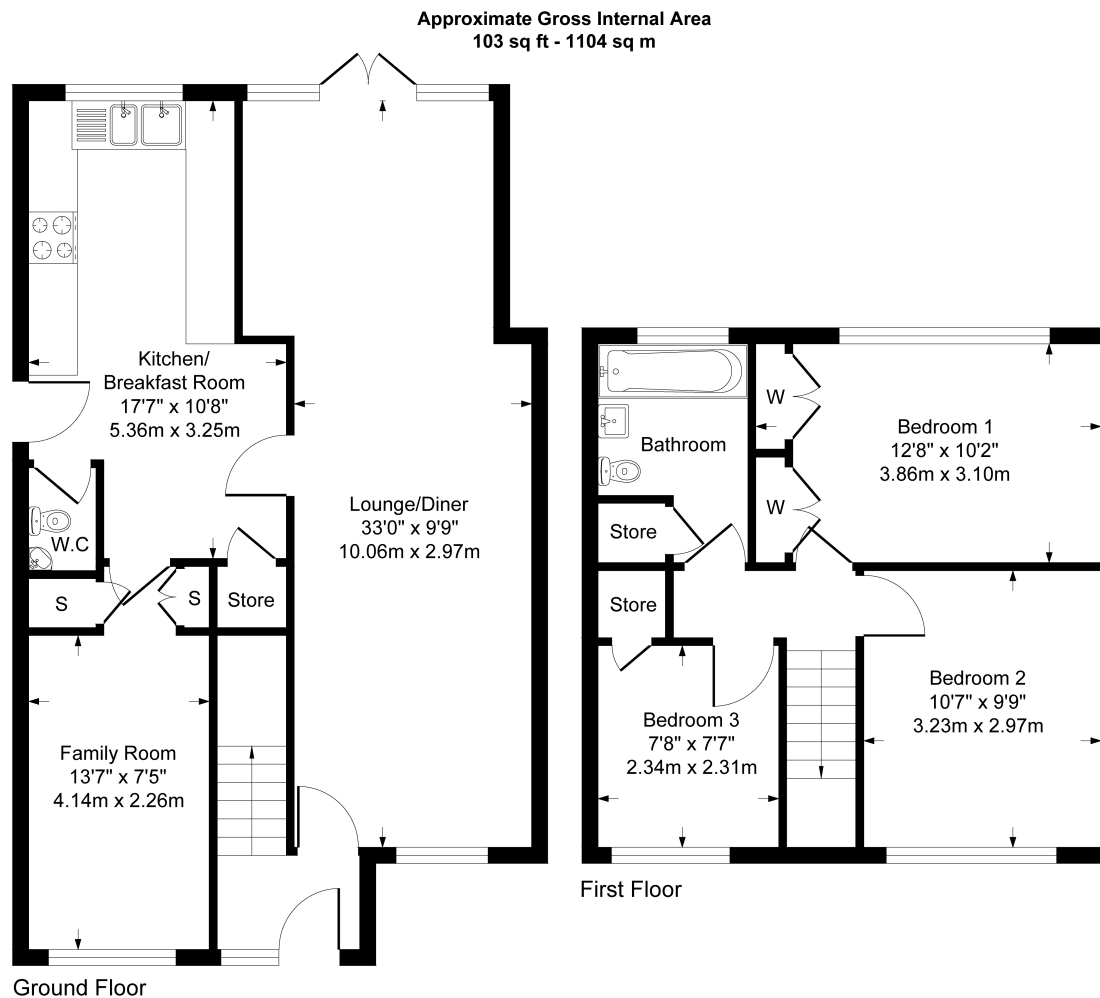 Approximate Gross Internal Area
103 sq ft - 1104 sq m
Kitchen/
Breakfast Room
17'7" x 10'8"
5.36m x 3.25m
W.C
S
S
Store
Lounge/Diner
33'0" x 9'9"
10.06m x 2.97m
Family Room
13'7" x 7'5"
4.14m x 2.26m
Ground Floor
W
Bedroom 1
12'8" x 10'2"
3.86m x 3.10m
Bathroom
W
Store
Store
Bedroom 2
10'7" x 9'9"
3.23m x 2.97m
Bedroom 3
7'8" x 7'7"
2.34m x 2.31m
First Floor